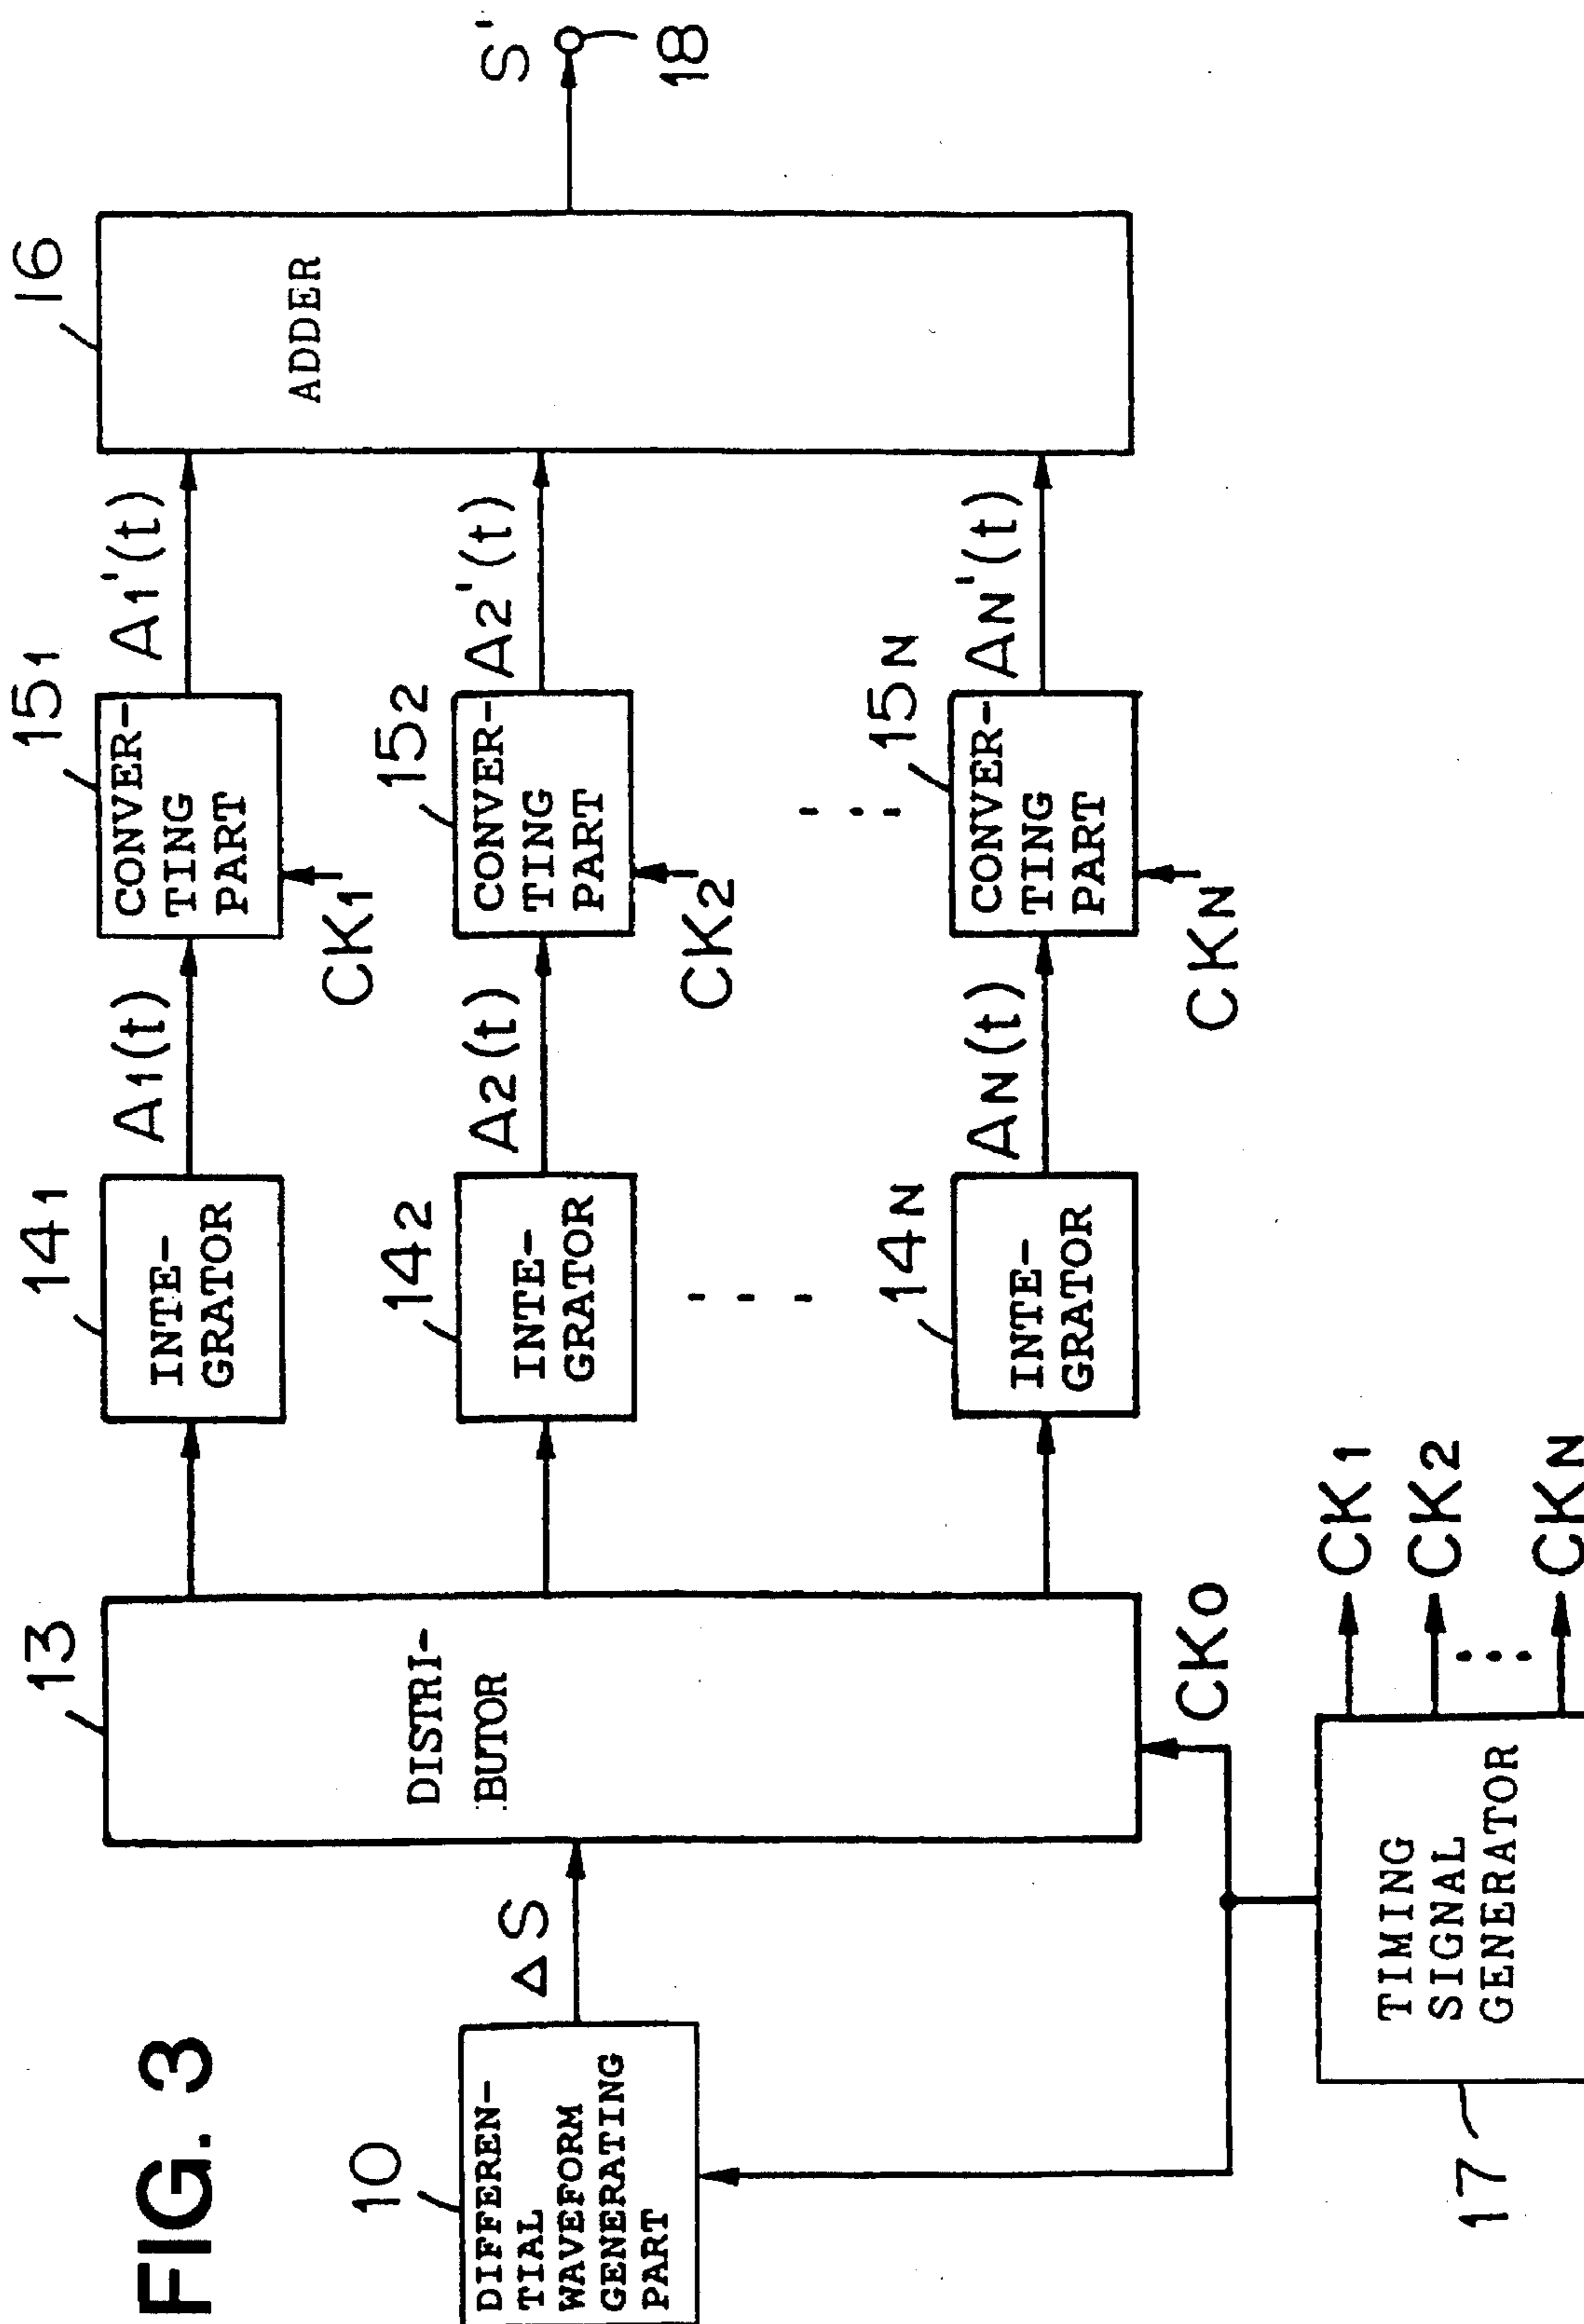 FIG. 3
10
DIFFEREN-
TIAL
WAVEFORM
GENERATING
PART
ΔS
13
DISTRI-
BUTOR
CK0
17
TIMING
SIGNAL
GENERATOR
CK1
CK2
CKN
141
INTE-
GRATOR
A1(t)
151
CONVER-
TING
PART
CK1
A1'(t)
142
INTE-
GRATOR
A2(t)
152
CONVER-
TING
PART
CK2
A2'(t)
14N
INTE-
GRATOR
AN(t)
15N
CONVER-
TING
PART
CKN
AN'(t)
16
ADDER
S'
18